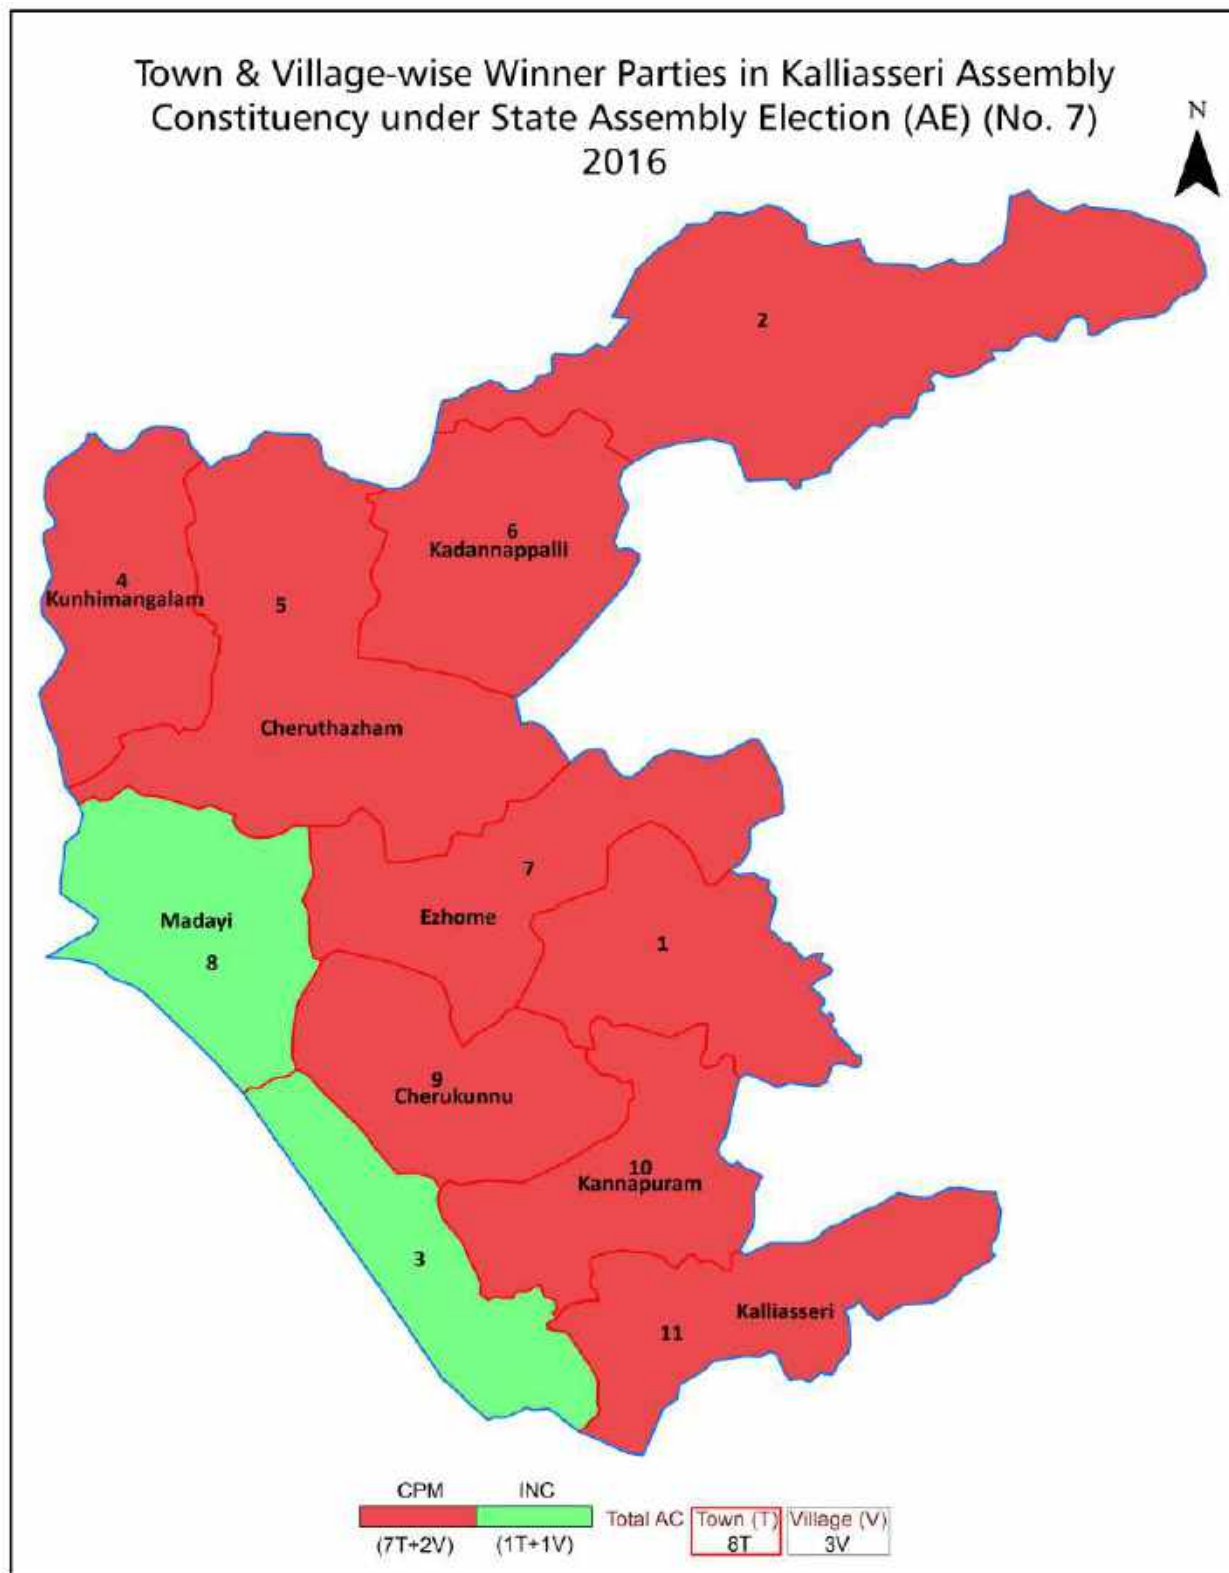 Town & Village-wise Winner Parties in Kalliasseri Assembly
Constituency under State Assembly Election (AE) (No. 7)
2016
N
2
6
Kadannappalli
4
Kunhimangalam
5
Cheruthazham
7
Ezhome
Madayi
8
1
9
Cherukunnu
10
Kannapuram
3
Kalliasseri
11
CPM INC
Total AC Town (T) Village (V)
(7T+2V) (1T+1V) 8T 3V